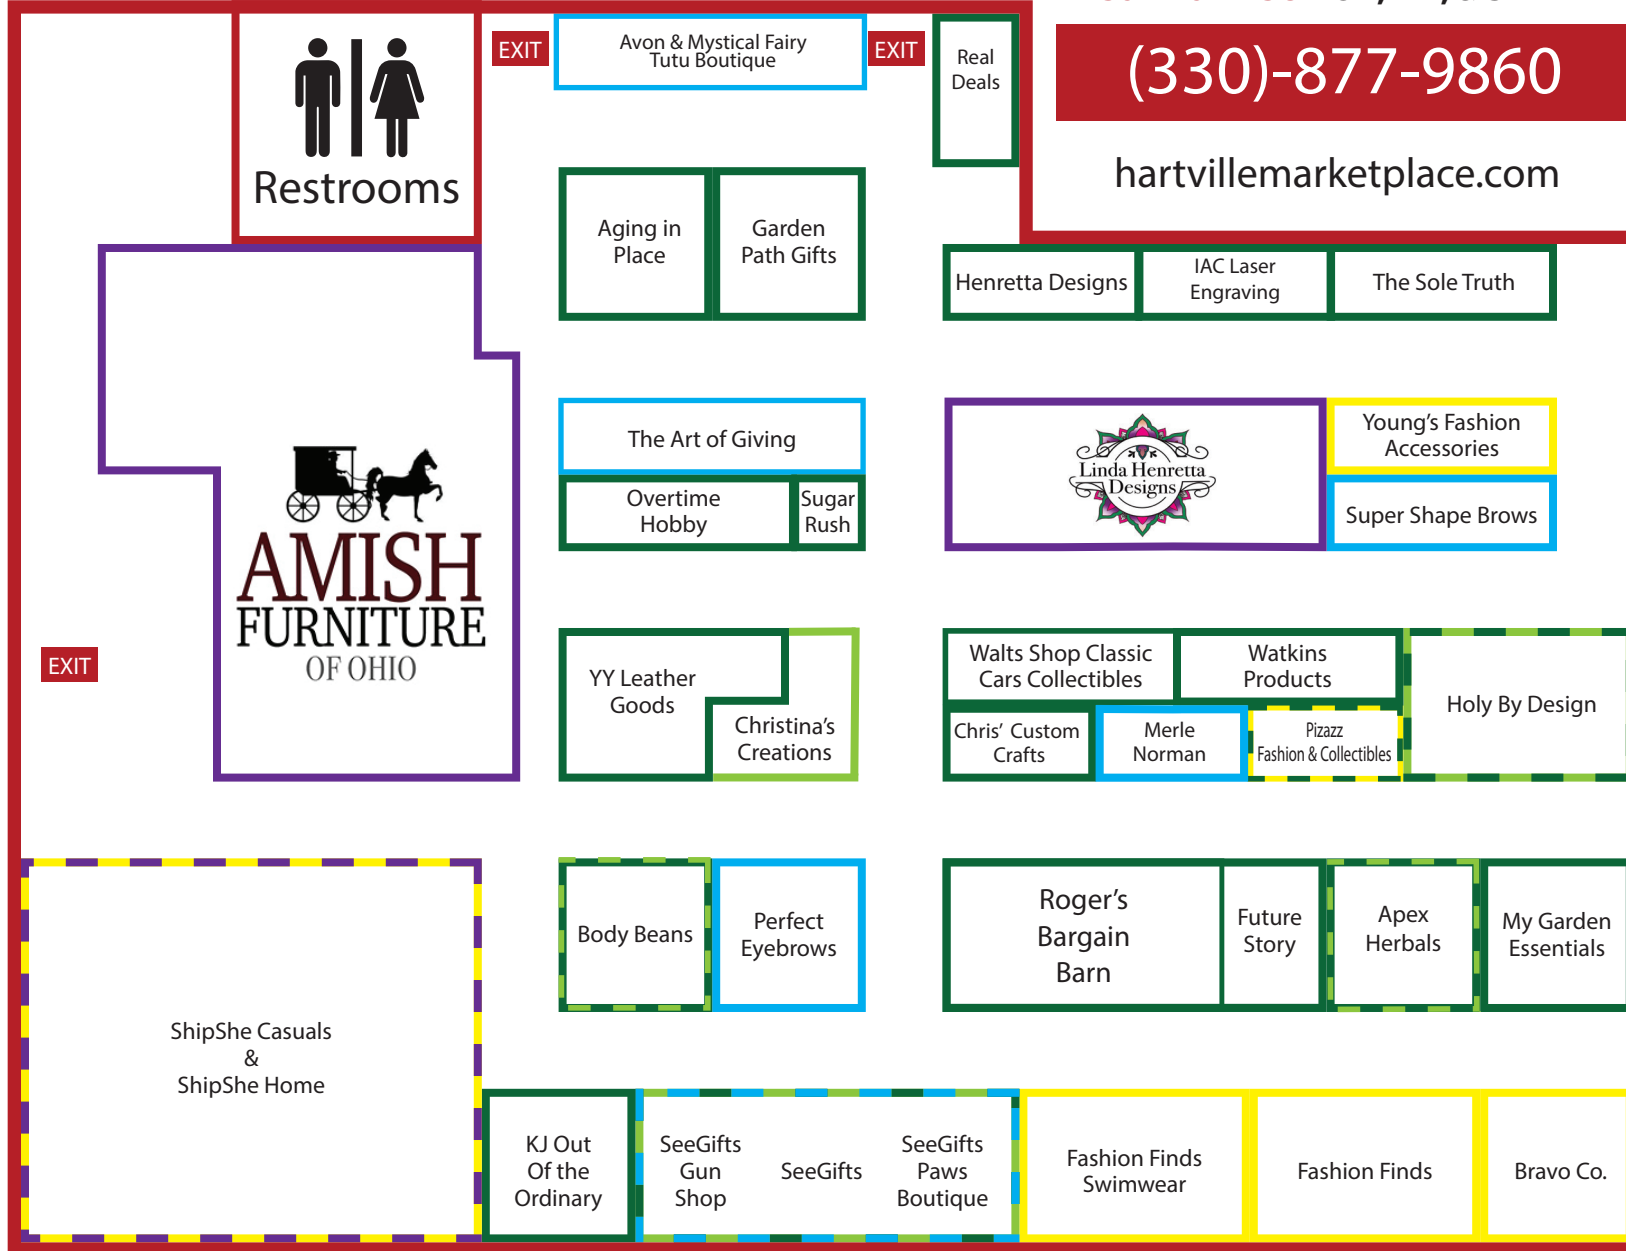 EXIT
Avon & Mystical Fairy
Tutu Boutique
EXIT
Real
Deals
(330)-877-9860
hartvillemarketplace.com
Restrooms
Aging in
Place
Garden
Path Gifts
Henretta Designs
IAC Laser
Engraving
The Sole Truth
AMISH
FURNITURE
OF OHIO
The Art of Giving
Overtime
Hobby
Sugar
Rush
Linda Henretta
Designs
Young's Fashion
Accessories
Super Shape Brows
EXIT
YY Leather
Goods
Christina's
Creations
Walts Shop Classic
Cars Collectibles
Watkins
Products
Chris' Custom
Crafts
Merle
Norman
Pizazz
Fashion & Collectibles
Holy By Design
Body Beans
Perfect
Eyebrows
Roger's
Bargain
Barn
Future
Story
Apex
Herbals
My Garden
Essentials
ShipShe Casuals
&
ShipShe Home
KJ Out
Of the
Ordinary
SeeGifts
Gun
Shop
SeeGifts
SeeGifts
Paws
Boutique
Fashion Finds
Swimwear
Fashion Finds
Bravo Co.